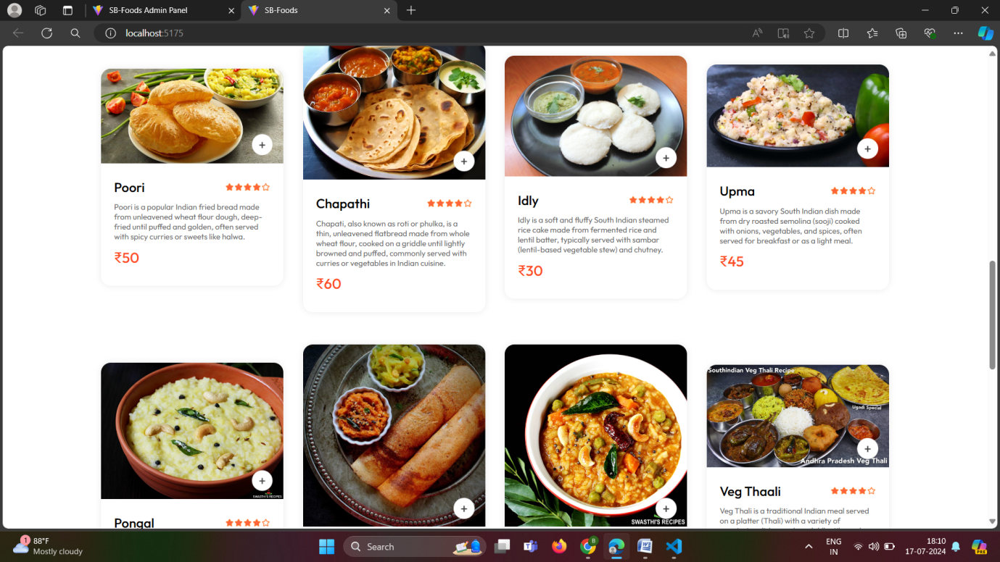 SB-Foods Admin Panel
SB-Foods
localhost:5175
Poori
Poori is a popular Indian fried bread made
from unleavened wheat flour dough, deep-
fried until puffed and golden, often served
with spicy curries or sweets like halwa.
₹50
Chapathi
Chapati, also known as roti or phulka, is a
thin, unleavened flatbread made from whole
wheat flour, cooked on a griddle until lightly
browned and puffed, commonly served with
curries or vegetables in Indian cuisine.
₹60
Idly
Idly is a soft and fluffy South Indian steamed
rice cake made from fermented rice and
lentil batter, typically served with sambar
(lentil-based vegetable stew) and chutney.
₹30
Upma
Upma is a savory South Indian dish made
from dry roasted semolina (sooji) cooked
with onions, vegetables, and spices, often
served for breakfast or as a light meal.
₹45
SWASTHI'S RECIPES
Pongal
SWASTHI'S RECIPES
Southindian Veg Thali Recipe
Ugadi Special
Andhra Pradesh Veg Thali
Veg Thaali
Veg Thali is a traditional Indian meal served
on a platter (Thali) with a variety of
1
88°F
Mostly cloudy
Search
B
ENG
IN
18:10
17-07-2024
PRE